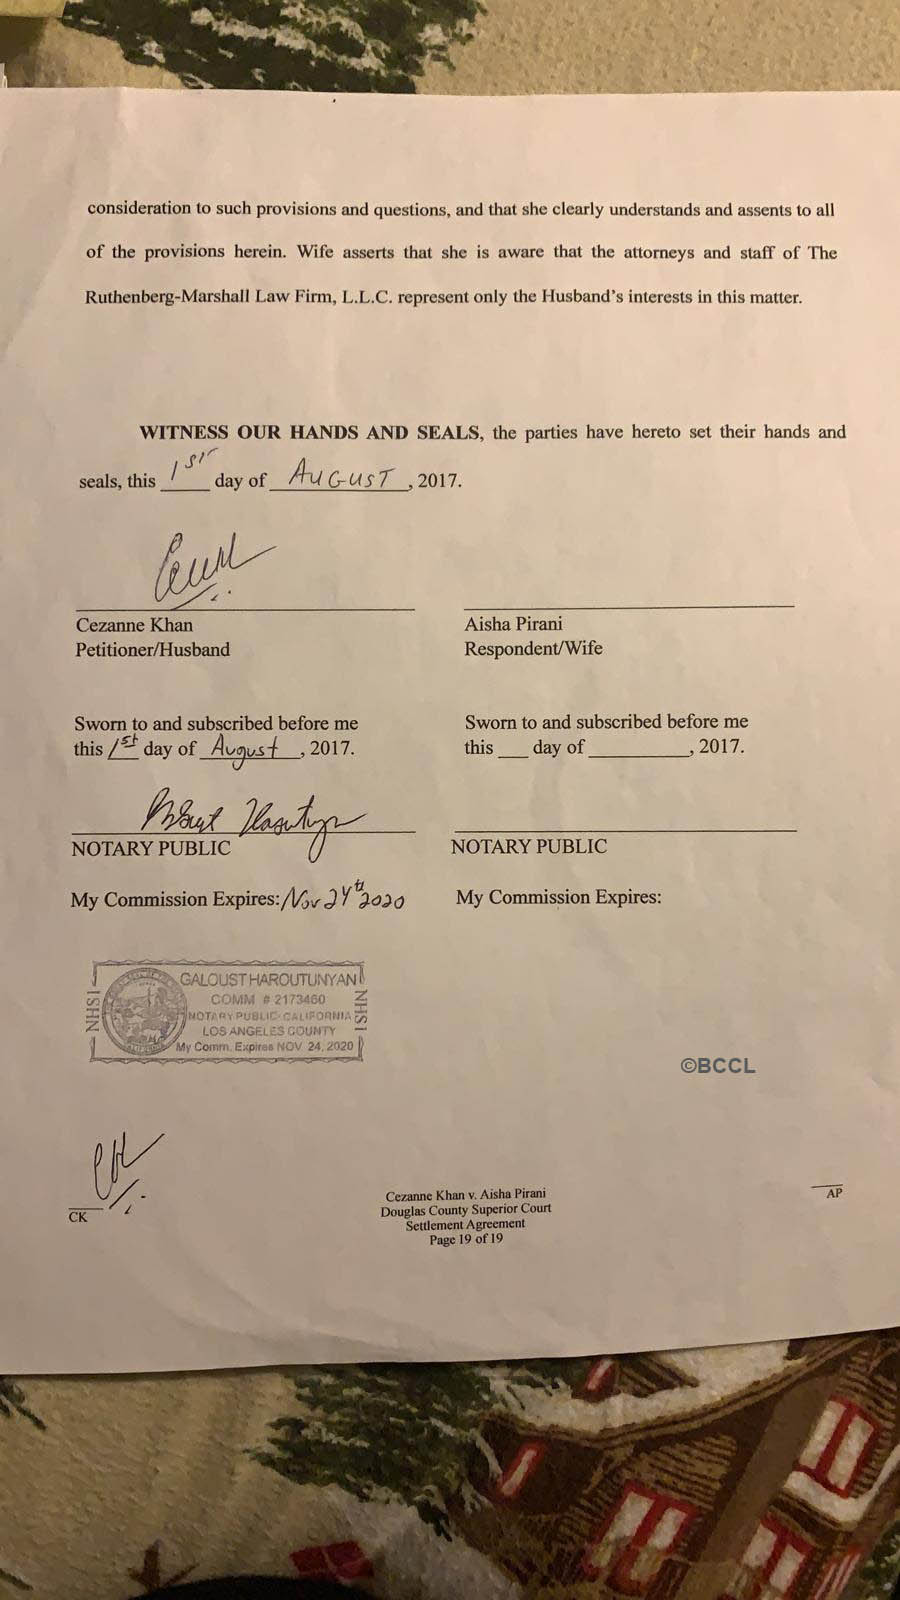 consideration to such provisions and questions, and that she clearly understands and assents to all
of the provisions herein. Wife asserts that she is aware that the attorneys and staff of The
Ruthenberg-Marshall Law Firm, L.L.C. represent only the Husband's interests in this matter.
WITNESS OUR HANDS AND SEALS, the parties have hereto set their hands and
seals, this 1ST day of AUGUST, 2017.
Cezanne Khan
Petitioner/Husband
Aisha Pirani
Respondent/Wife
Sworn to and subscribed before me
this 1st day of August, 2017.
Sworn to and subscribed before me
this ___ day of __________, 2017.
NOTARY PUBLIC
NOTARY PUBLIC
My Commission Expires: Nov 24th 2020
My Commission Expires:
NHS1
GALOUST HAROUTUNYAN
COMM # 2173460
NOTARY PUBLIC-CALIFORNIA
LOS ANGELES COUNTY
My Comm. Expires NOV 24, 2020
NHS1
©BCCL
CK
Cezanne Khan v. Aisha Pirani
Douglas County Superior Court
Settlement Agreement
Page 19 of 19
AP